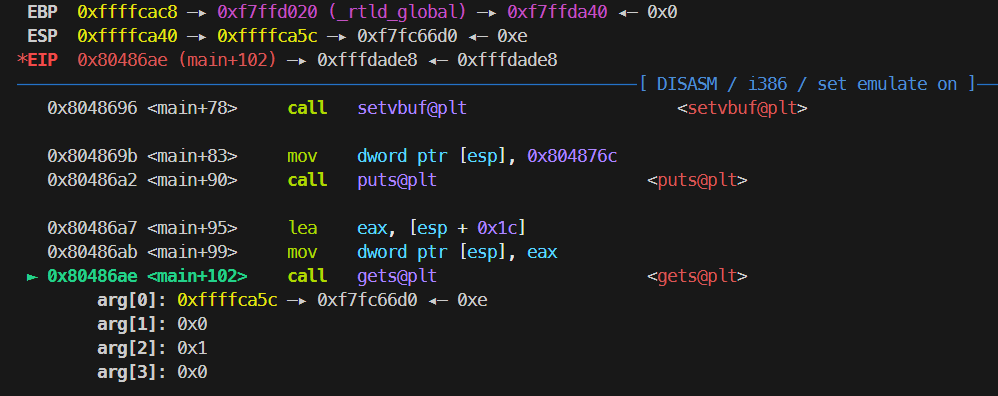 EBP  0xffffcac8 —▸ 0xf7ffd020 (_rtld_global) —▸ 0xf7ffda40 ◂— 0x0
ESP  0xffffca40 —▸ 0xffffca5c —▸ 0xf7fc66d0 ◂— 0xe
*EIP  0x80486ae (main+102) —▸ 0xfffdade8 ◂— 0xfffdade8
[ DISASM / i386 / set emulate on ]
0x8048696 <main+78>     call   setvbuf@plt                     <setvbuf@plt>
0x804869b <main+83>     mov    dword ptr [esp], 0x804876c
0x80486a2 <main+90>     call   puts@plt                     <puts@plt>
0x80486a7 <main+95>     lea    eax, [esp + 0x1c]
0x80486ab <main+99>     mov    dword ptr [esp], eax
► 0x80486ae <main+102>    call   gets@plt                     <gets@plt>
arg[0]: 0xffffca5c —▸ 0xf7fc66d0 ◂— 0xe
arg[1]: 0x0
arg[2]: 0x1
arg[3]: 0x0